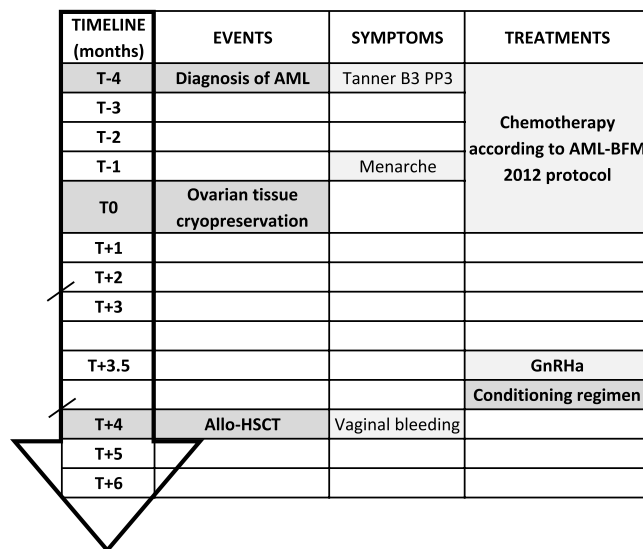 TIMELINE
(months)
EVENTS
SYMPTOMS
TREATMENTS
T-4
Diagnosis of AML
Tanner B3 PP3
Chemotherapy
according to AML-BFM
2012 protocol
T-3
T-2
T-1
Menarche
T0
Ovarian tissue
cryopreservation
T+1
T+2
T+3
T+3.5
GnRHa
Conditioning regimen
T+4
Allo-HSCT
Vaginal bleeding
T+5
T+6